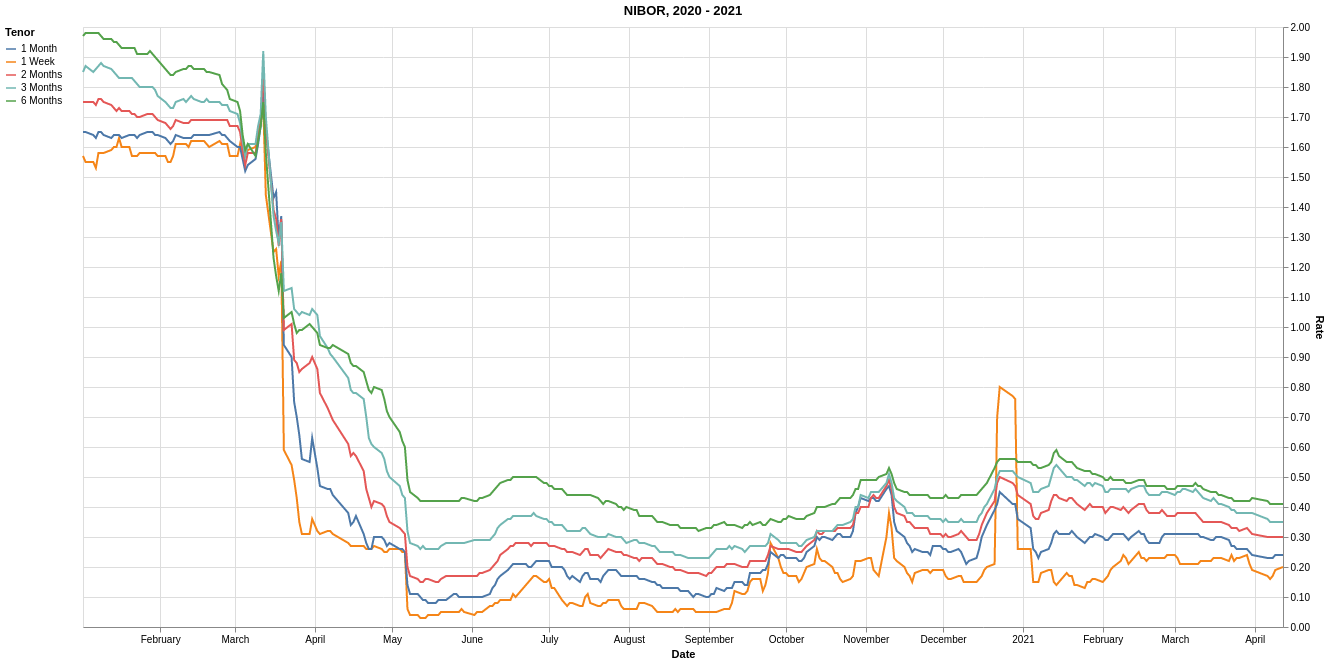 NIBOR, 2020 - 2021
Tenor
1 Month
1 Week
2 Months
3 Months
6 Months
2.00
1.90
1.80
1.70
1.60
1.50
1.40
1.30
1.20
1.10
1.00
0.90
0.80
0.70
0.60
0.50
0.40
0.30
0.20
0.10
0.00
Rate
February March April May June July August September October November December 2021 February March April
Date